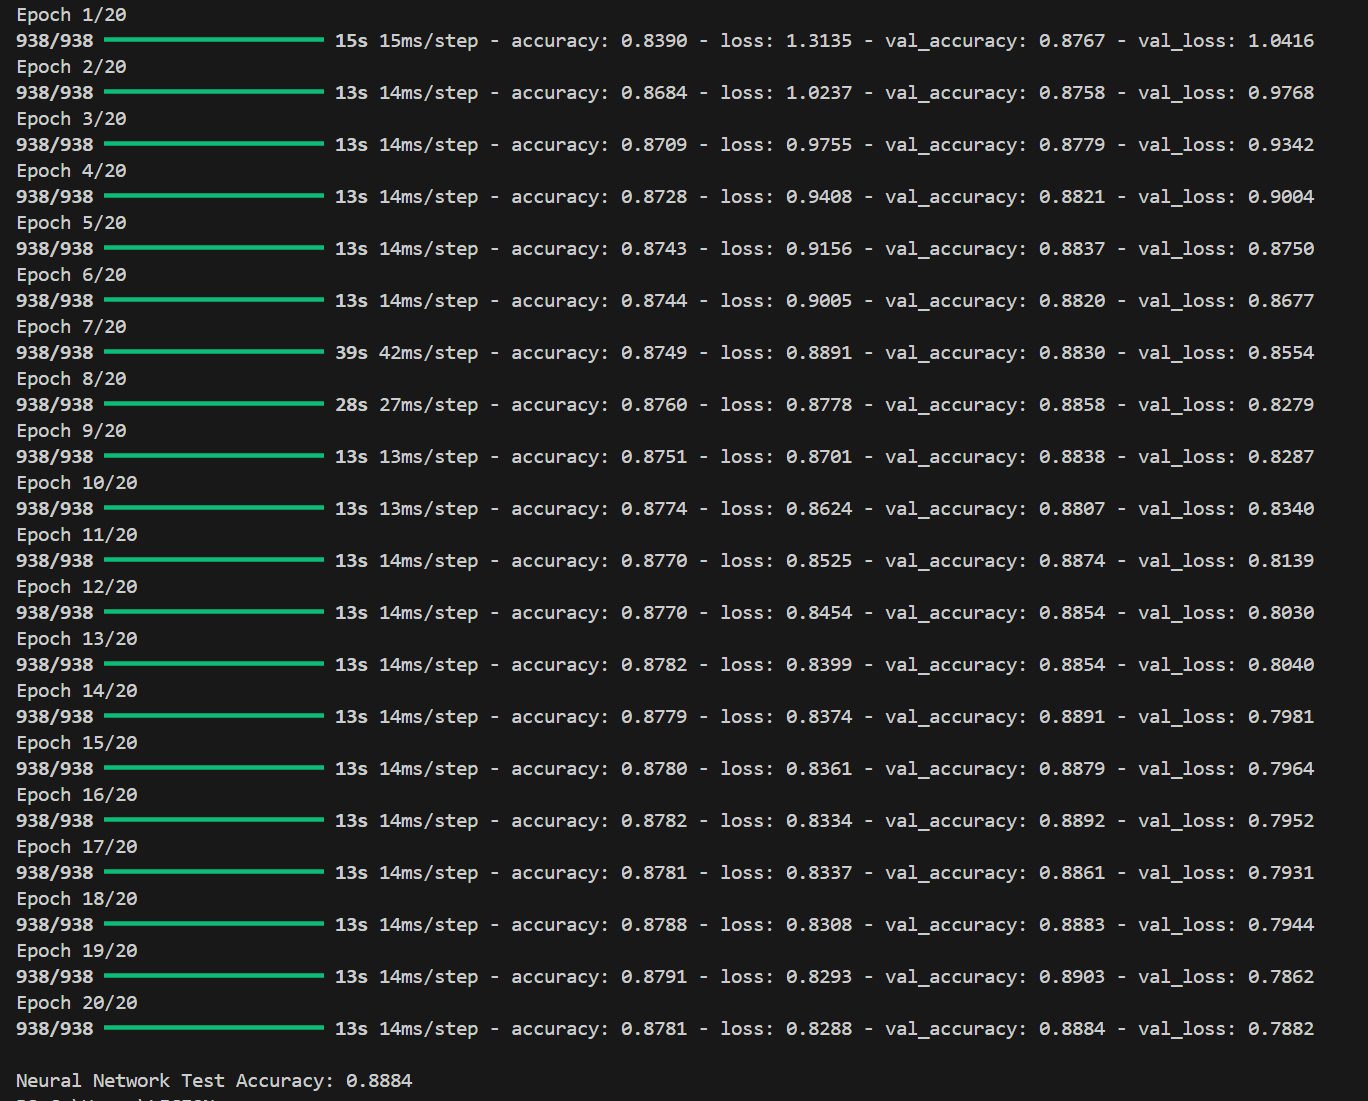 Epoch 1/20
938/938 15s 15ms/step - accuracy: 0.8390 - loss: 1.3135 - val_accuracy: 0.8767 - val_loss: 1.0416
Epoch 2/20
938/938 13s 14ms/step - accuracy: 0.8684 - loss: 1.0237 - val_accuracy: 0.8758 - val_loss: 0.9768
Epoch 3/20
938/938 13s 14ms/step - accuracy: 0.8709 - loss: 0.9755 - val_accuracy: 0.8779 - val_loss: 0.9342
Epoch 4/20
938/938 13s 14ms/step - accuracy: 0.8728 - loss: 0.9408 - val_accuracy: 0.8821 - val_loss: 0.9004
Epoch 5/20
938/938 13s 14ms/step - accuracy: 0.8743 - loss: 0.9156 - val_accuracy: 0.8837 - val_loss: 0.8750
Epoch 6/20
938/938 13s 14ms/step - accuracy: 0.8744 - loss: 0.9005 - val_accuracy: 0.8820 - val_loss: 0.8677
Epoch 7/20
938/938 39s 42ms/step - accuracy: 0.8749 - loss: 0.8891 - val_accuracy: 0.8830 - val_loss: 0.8554
Epoch 8/20
938/938 28s 27ms/step - accuracy: 0.8760 - loss: 0.8778 - val_accuracy: 0.8858 - val_loss: 0.8279
Epoch 9/20
938/938 13s 13ms/step - accuracy: 0.8751 - loss: 0.8701 - val_accuracy: 0.8838 - val_loss: 0.8287
Epoch 10/20
938/938 13s 13ms/step - accuracy: 0.8774 - loss: 0.8624 - val_accuracy: 0.8807 - val_loss: 0.8340
Epoch 11/20
938/938 13s 14ms/step - accuracy: 0.8770 - loss: 0.8525 - val_accuracy: 0.8874 - val_loss: 0.8139
Epoch 12/20
938/938 13s 14ms/step - accuracy: 0.8770 - loss: 0.8454 - val_accuracy: 0.8854 - val_loss: 0.8030
Epoch 13/20
938/938 13s 14ms/step - accuracy: 0.8782 - loss: 0.8399 - val_accuracy: 0.8854 - val_loss: 0.8040
Epoch 14/20
938/938 13s 14ms/step - accuracy: 0.8779 - loss: 0.8374 - val_accuracy: 0.8891 - val_loss: 0.7981
Epoch 15/20
938/938 13s 14ms/step - accuracy: 0.8780 - loss: 0.8361 - val_accuracy: 0.8879 - val_loss: 0.7964
Epoch 16/20
938/938 13s 14ms/step - accuracy: 0.8782 - loss: 0.8334 - val_accuracy: 0.8892 - val_loss: 0.7952
Epoch 17/20
938/938 13s 14ms/step - accuracy: 0.8781 - loss: 0.8337 - val_accuracy: 0.8861 - val_loss: 0.7931
Epoch 18/20
938/938 13s 14ms/step - accuracy: 0.8788 - loss: 0.8308 - val_accuracy: 0.8883 - val_loss: 0.7944
Epoch 19/20
938/938 13s 14ms/step - accuracy: 0.8791 - loss: 0.8293 - val_accuracy: 0.8903 - val_loss: 0.7862
Epoch 20/20
938/938 13s 14ms/step - accuracy: 0.8781 - loss: 0.8288 - val_accuracy: 0.8884 - val_loss: 0.7882
Neural Network Test Accuracy: 0.8884